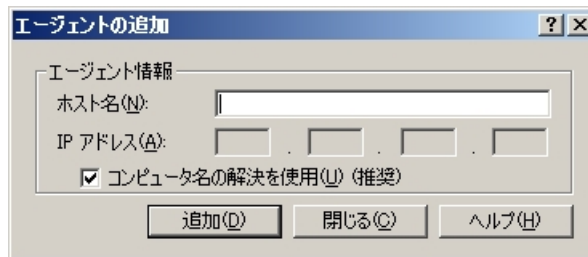 エージェントの追加
エージェント情報
ホスト名(N):
IP アドレス(A): . . .
コンピュータ名の解決を使用(U) (推奨)
追加(D) 閉じる(C) ヘルプ(H)